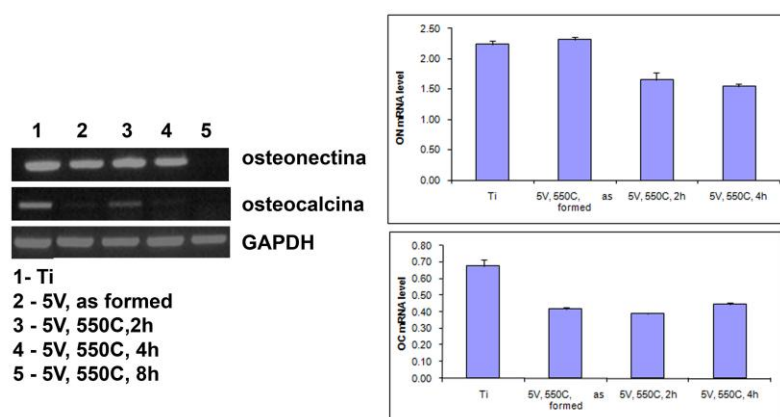 1 2 3 4 5
osteonectina
osteocalcina
GAPDH
1- Ti
2 - 5V, as formed
3 - 5V, 550C,2h
4 - 5V, 550C, 4h
5 - 5V, 550C, 8h
ON mRNA level
2.50
2.00
1.50
1.00
0.50
0.00
Ti
5V, 550C, as
formed
5V, 550C, 2h
5V, 550C, 4h
OC mRNA level
0.80
0.70
0.60
0.50
0.40
0.30
0.20
0.10
0.00
Ti
5V, 550C, as
formed
5V, 550C, 2h
5V, 550C, 4h